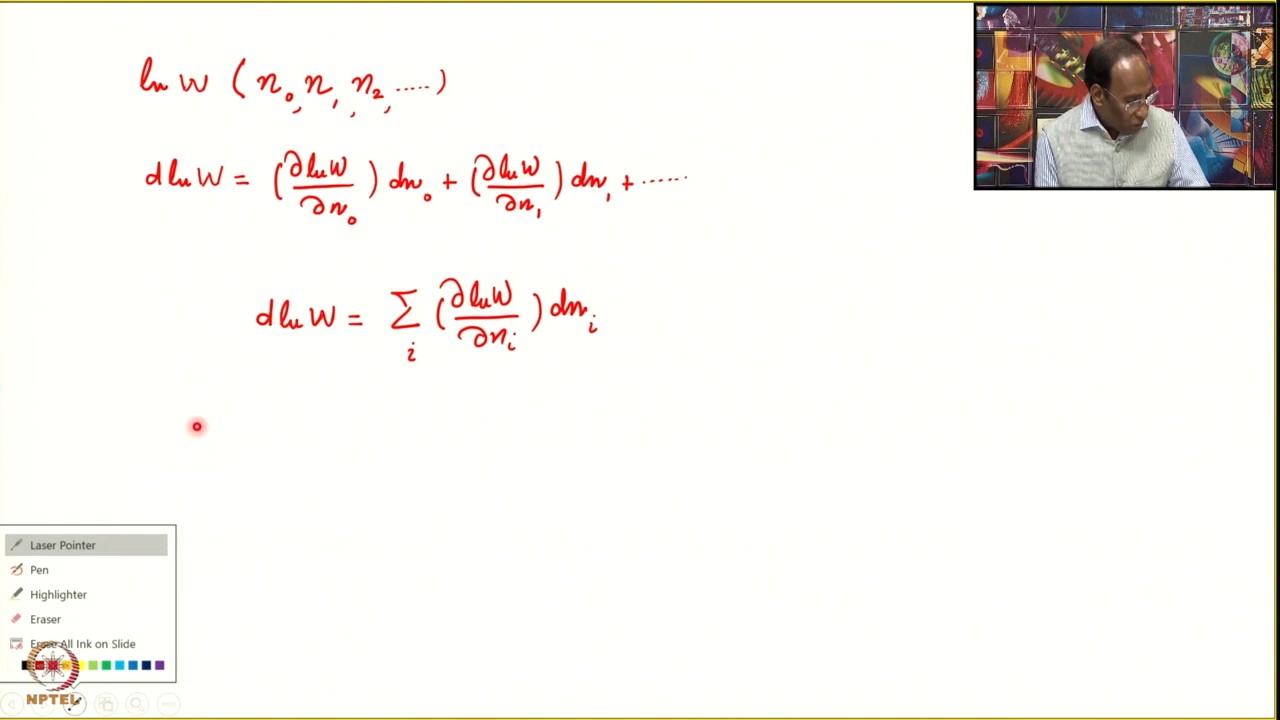 ln W ( n₀, n₁, n₂, ..... )
d ln W = (∂ ln W / ∂n₀) dn₀ + (∂ ln W / ∂n₁) dn₁ + ......
d ln W = Σᵢ (∂ ln W / ∂nᵢ) dnᵢ
Laser Pointer
Pen
Highlighter
Eraser
Erase All Ink on Slide
NPTEL